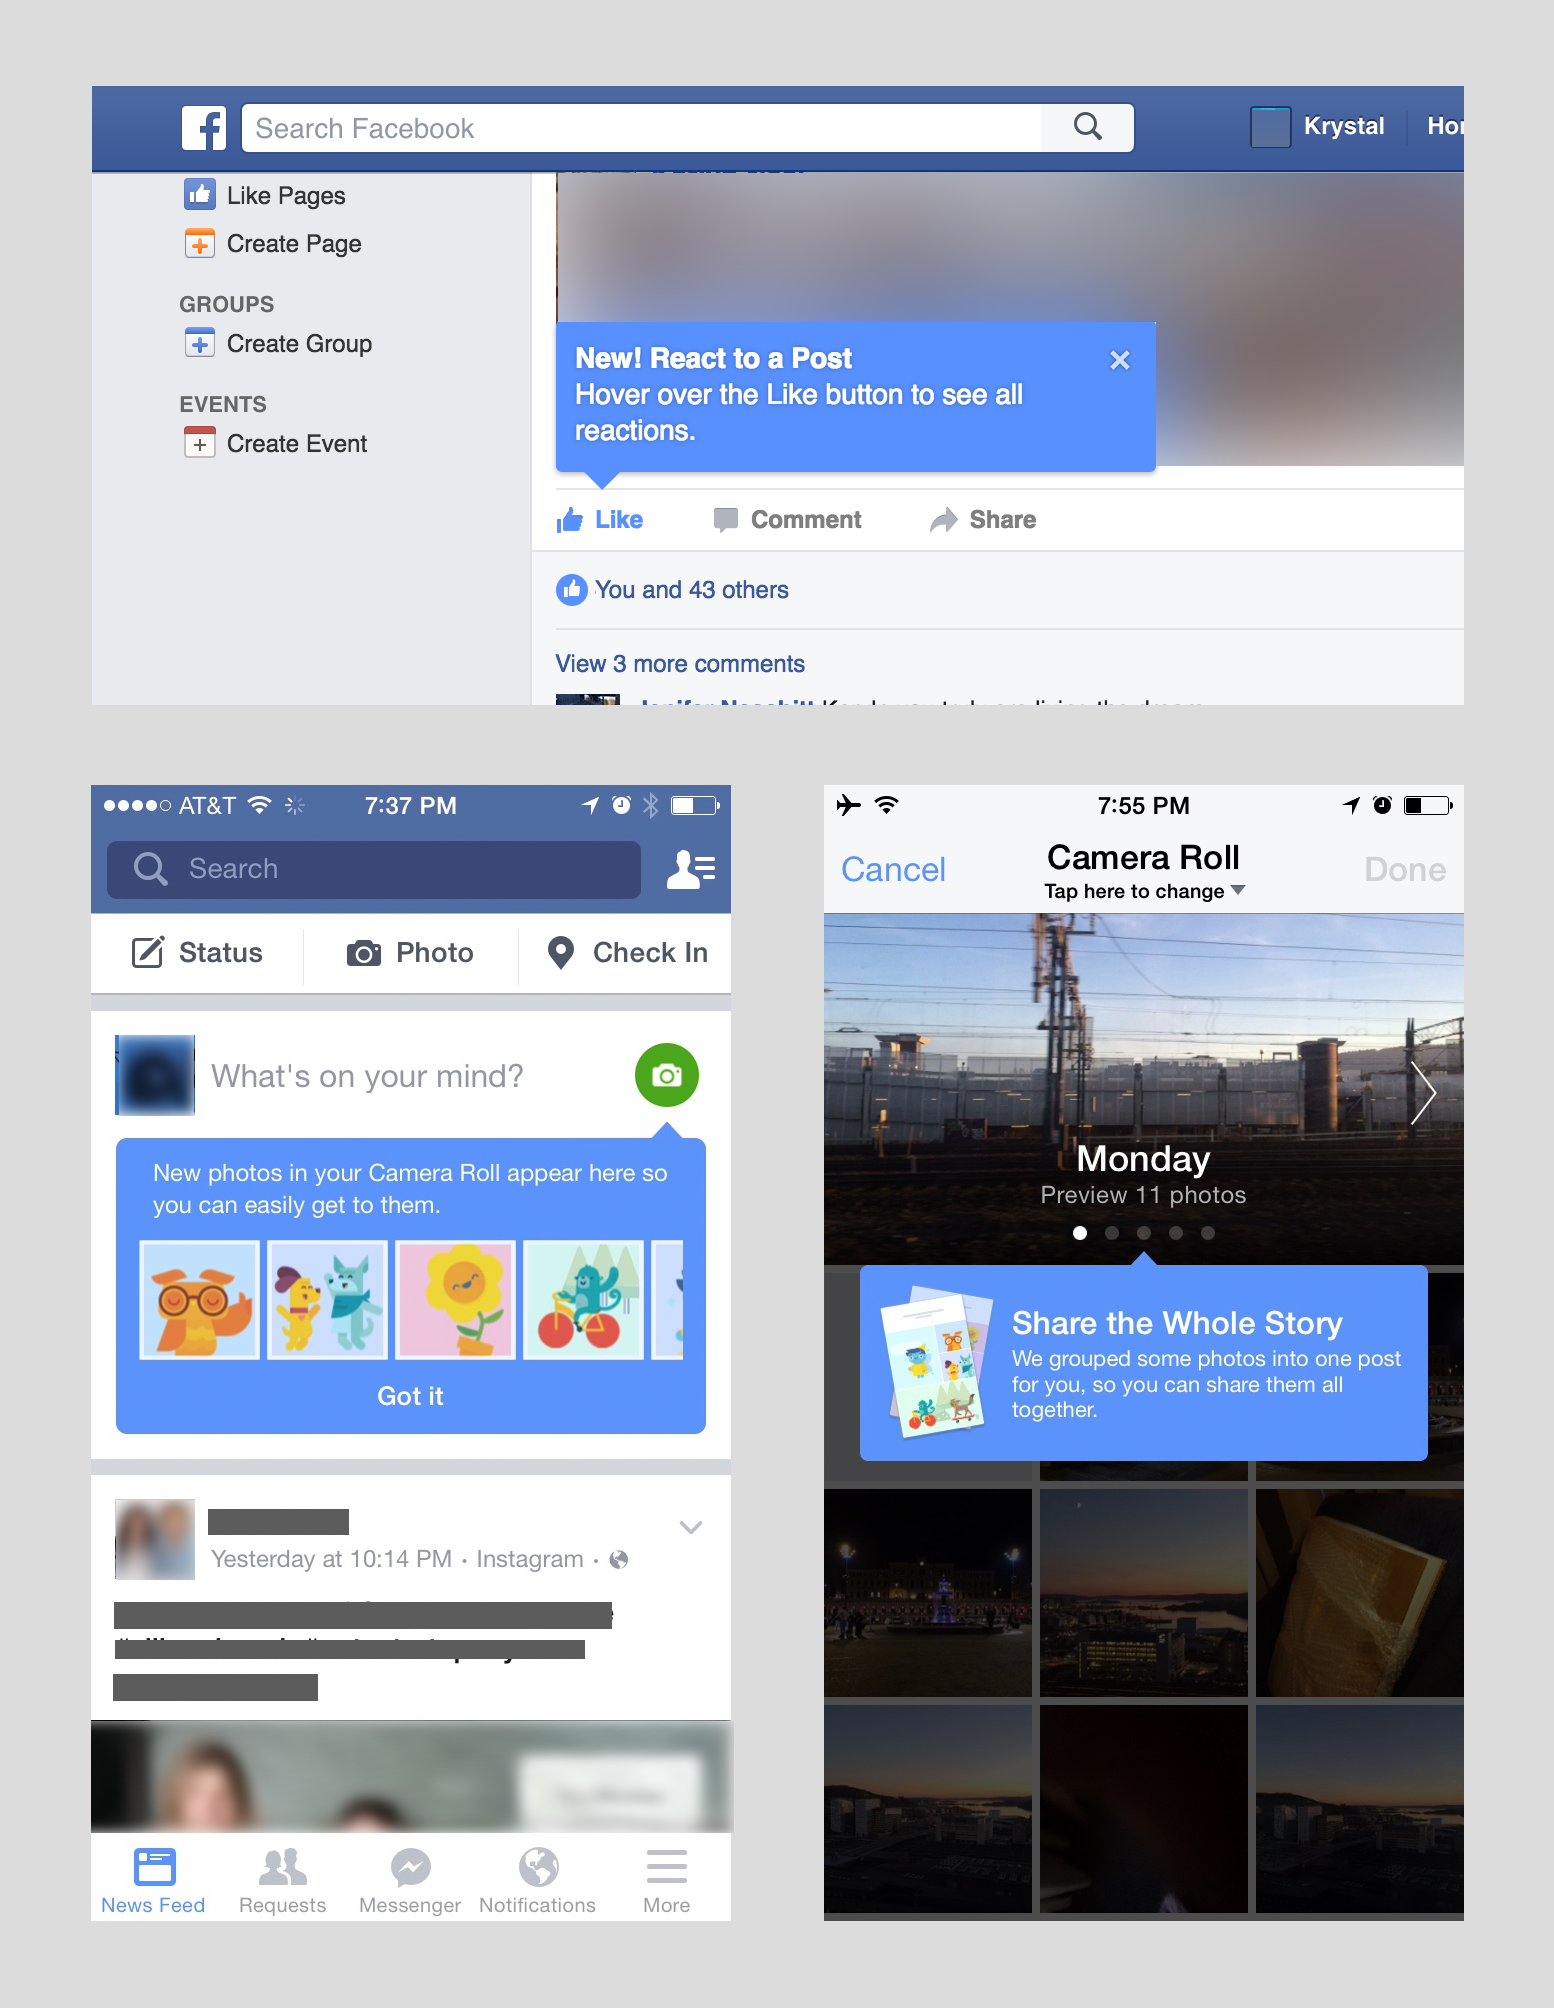 Search Facebook
Krystal
Like Pages
Create Page
GROUPS
Create Group
EVENTS
Create Event
New! React to a Post
Hover over the Like button to see all
reactions.
Like
Comment
Share
You and 43 others
View 3 more comments
AT&T
7:37 PM
Search
Status
Photo
Check In
What's on your mind?
New photos in your Camera Roll appear here so
you can easily get to them.
Got it
Yesterday at 10:14 PM · Instagram ·
News Feed
Requests
Messenger
Notifications
More
7:55 PM
Cancel
Camera Roll
Done
Tap here to change
Monday
Preview 11 photos
Share the Whole Story
We grouped some photos into one post
for you, so you can share them all
together.